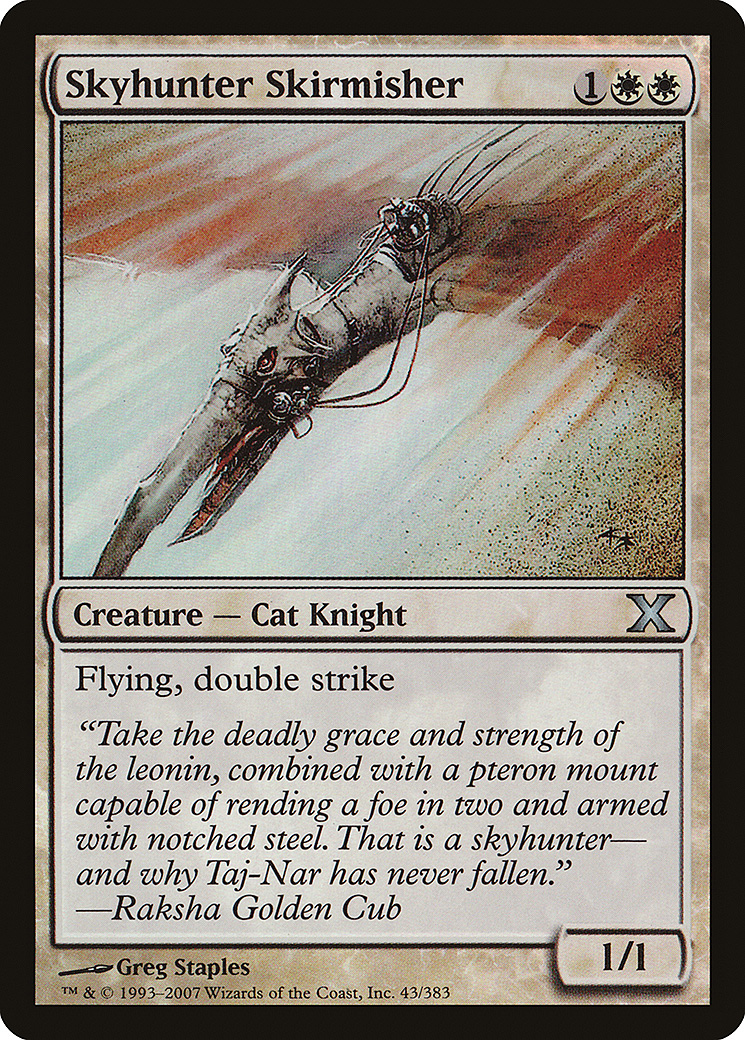 Skyhunter Skirmisher 1
Creature — Cat Knight X
Flying, double strike
“Take the deadly grace and strength of
the leonin, combined with a pteron mount
capable of rending a foe in two and armed
with notched steel. That is a skyhunter—
and why Taj-Nar has never fallen.”
—Raksha Golden Cub
1/1
Greg Staples
™ & © 1993–2007 Wizards of the Coast, Inc. 43/383